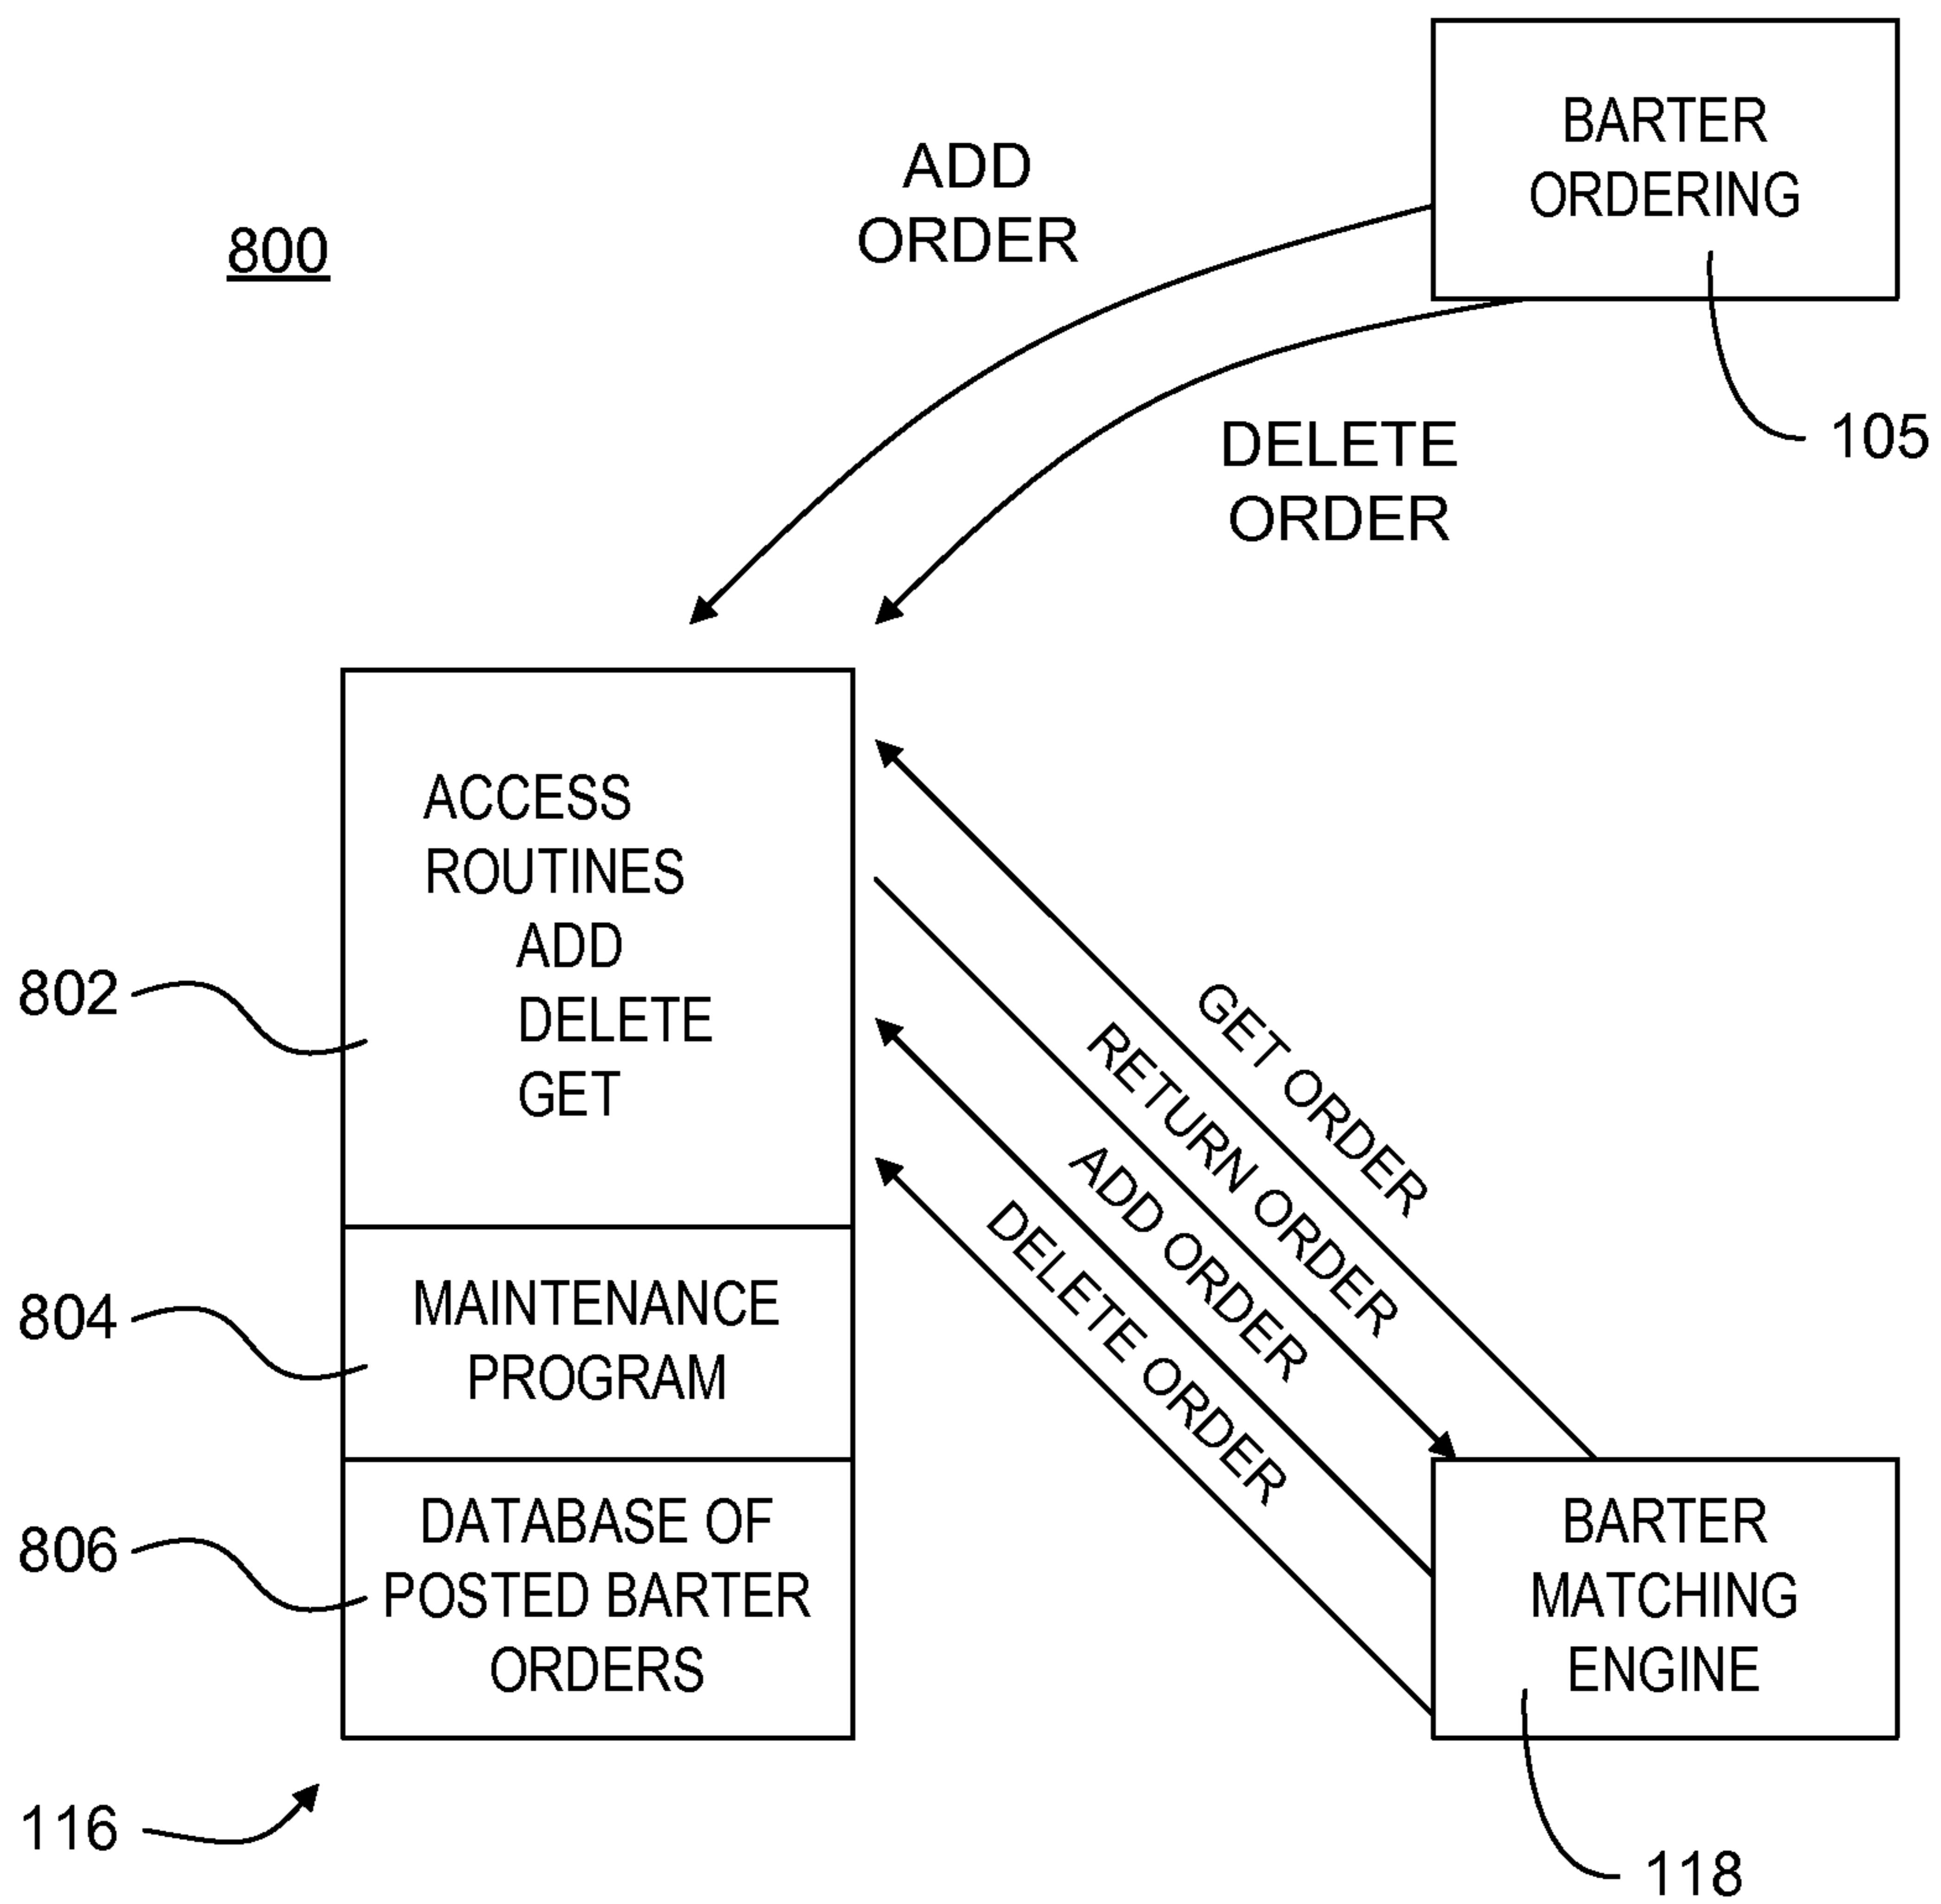 BARTER
ORDERING
ADD
ORDER
800
DELETE
ORDER
105
ACCESS
ROUTINES
ADD
DELETE
GET
802
GET ORDER
RETURN ORDER
ADD ORDER
DELETE ORDER
MAINTENANCE
PROGRAM
804
DATABASE OF
POSTED BARTER
ORDERS
806
BARTER
MATCHING
ENGINE
116
118